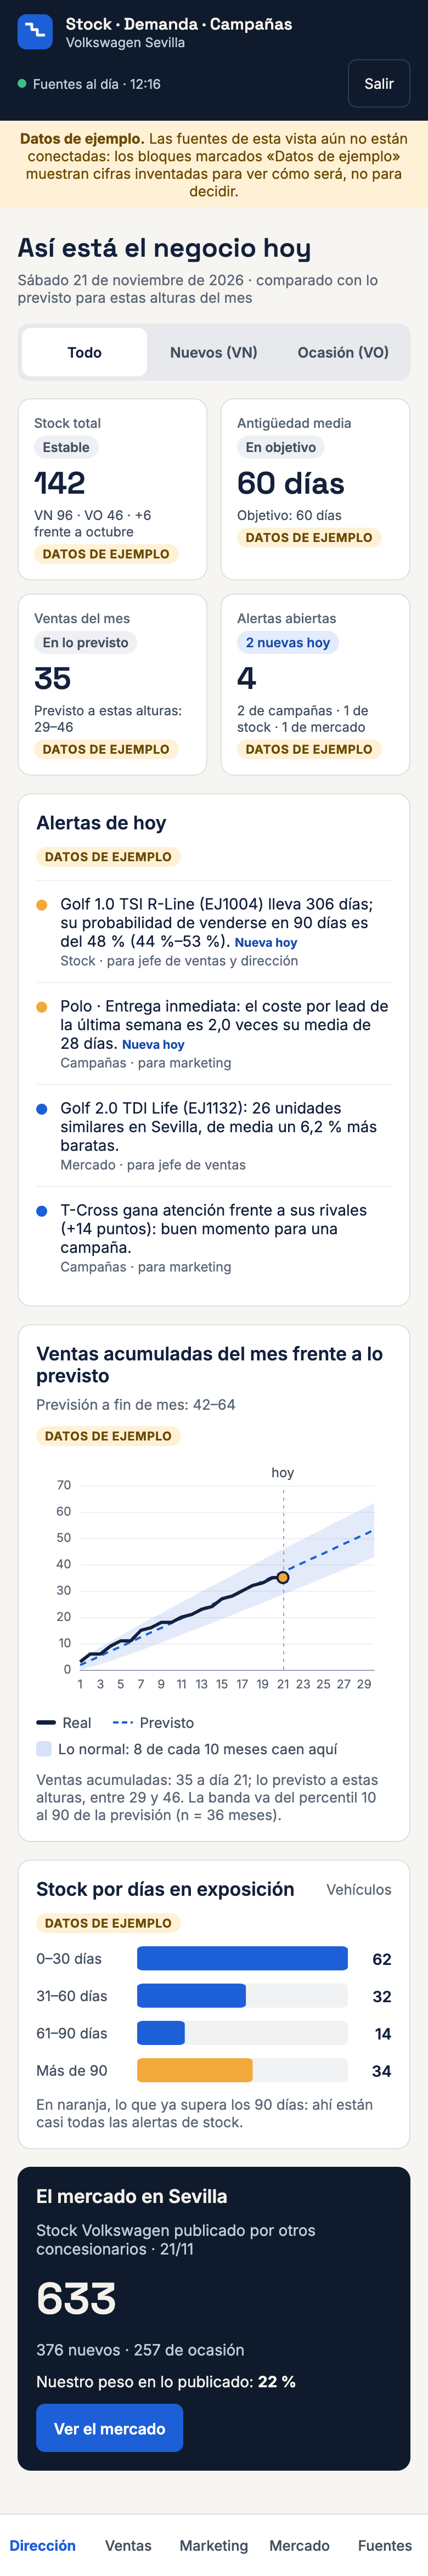 Stock · Demanda · Campañas
Volkswagen Sevilla
Fuentes al día · 12:16
Salir
Datos de ejemplo. Las fuentes de esta vista aún no están
conectadas: los bloques marcados «Datos de ejemplo»
muestran cifras inventadas para ver cómo será, no para
decidir.
Así está el negocio hoy
Sábado 21 de noviembre de 2026 · comparado con lo
previsto para estas alturas del mes
Todo
Nuevos (VN)
Ocasión (VO)
Stock total
Estable
142
VN 96 · VO 46 · +6
frente a octubre
DATOS DE EJEMPLO
Antigüedad media
En objetivo
60 días
Objetivo: 60 días
DATOS DE EJEMPLO
Ventas del mes
En lo previsto
35
Previsto a estas alturas:
29–46
DATOS DE EJEMPLO
Alertas abiertas
2 nuevas hoy
4
2 de campañas · 1 de
stock · 1 de mercado
DATOS DE EJEMPLO
Alertas de hoy
DATOS DE EJEMPLO
Golf 1.0 TSI R-Line (EJ1004) lleva 306 días;
su probabilidad de venderse en 90 días es
del 48 % (44 %–53 %). Nueva hoy
Stock · para jefe de ventas y dirección
Polo · Entrega inmediata: el coste por lead de
la última semana es 2,0 veces su media de
28 días. Nueva hoy
Campañas · para marketing
Golf 2.0 TDI Life (EJ1132): 26 unidades
similares en Sevilla, de media un 6,2 % más
baratas.
Mercado · para jefe de ventas
T-Cross gana atención frente a sus rivales
(+14 puntos): buen momento para una
campaña.
Campañas · para marketing
Ventas acumuladas del mes frente a lo
previsto
Previsión a fin de mes: 42–64
DATOS DE EJEMPLO
hoy
70
60
50
40
30
20
10
0
1 3 5 7 9 11 13 15 17 19 21 23 25 27 29
Real
Previsto
Lo normal: 8 de cada 10 meses caen aquí
Ventas acumuladas: 35 a día 21; lo previsto a estas
alturas, entre 29 y 46. La banda va del percentil 10
al 90 de la previsión (n = 36 meses).
Stock por días en exposición
Vehículos
DATOS DE EJEMPLO
0–30 días 62
31–60 días 32
61–90 días 14
Más de 90 34
En naranja, lo que ya supera los 90 días: ahí están
casi todas las alertas de stock.
El mercado en Sevilla
Stock Volkswagen publicado por otros
concesionarios · 21/11
633
376 nuevos · 257 de ocasión
Nuestro peso en lo publicado: 22 %
Ver el mercado
Dirección
Ventas
Marketing
Mercado
Fuentes